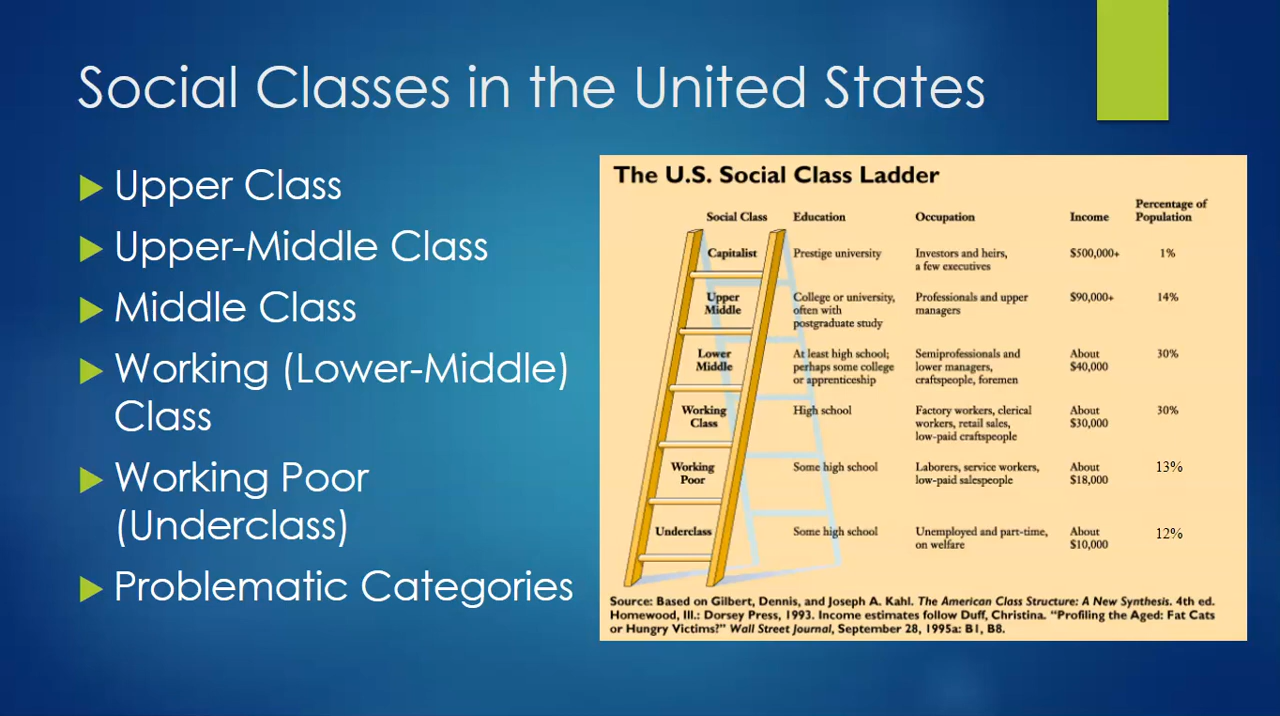 Social Classes in the United States
Upper Class
Upper-Middle Class
Middle Class
Working (Lower-Middle)
Class
Working Poor
(Underclass)
Problematic Categories
The U.S. Social Class Ladder
Social Class Education Occupation Income Percentage of
Population
Capitalist Prestige university Investors and heirs, $500,000+ 1%
a few executives
Upper College or university, Professionals and upper $90,000+ 14%
Middle often with managers
postgraduate study
Lower At least high school; Semiprofessionals and About 30%
Middle perhaps some college lower managers, $40,000
or apprenticeship craftspeople, foremen
Working High school Factory workers, clerical About 30%
Class workers, retail sales, $30,000
low-paid craftspeople
Working Some high school Laborers, service workers, About 13%
Poor low-paid salespeople $18,000
Underclass Some high school Unemployed and part-time, About 12%
on welfare $10,000
Source: Based on Gilbert, Dennis, and Joseph A. Kahl. The American Class Structure: A New Synthesis. 4th ed.
Homewood, Ill.: Dorsey Press, 1993. Income estimates follow Duff, Christina. “Profiling the Aged: Fat Cats
or Hungry Victims?” Wall Street Journal, September 28, 1995a: B1, B8.